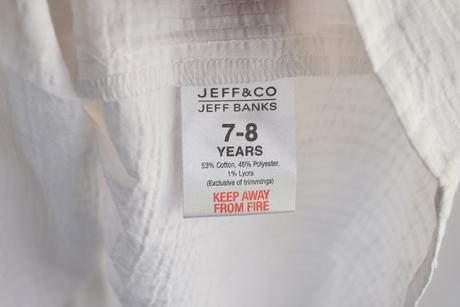 JEFF&CO
JEFF BANKS
7-8
YEARS
53% Cotton, 46% Polyester.
1% Lycra
(Exclusive of trimmings)
KEEP AWAY
FROM FIRE